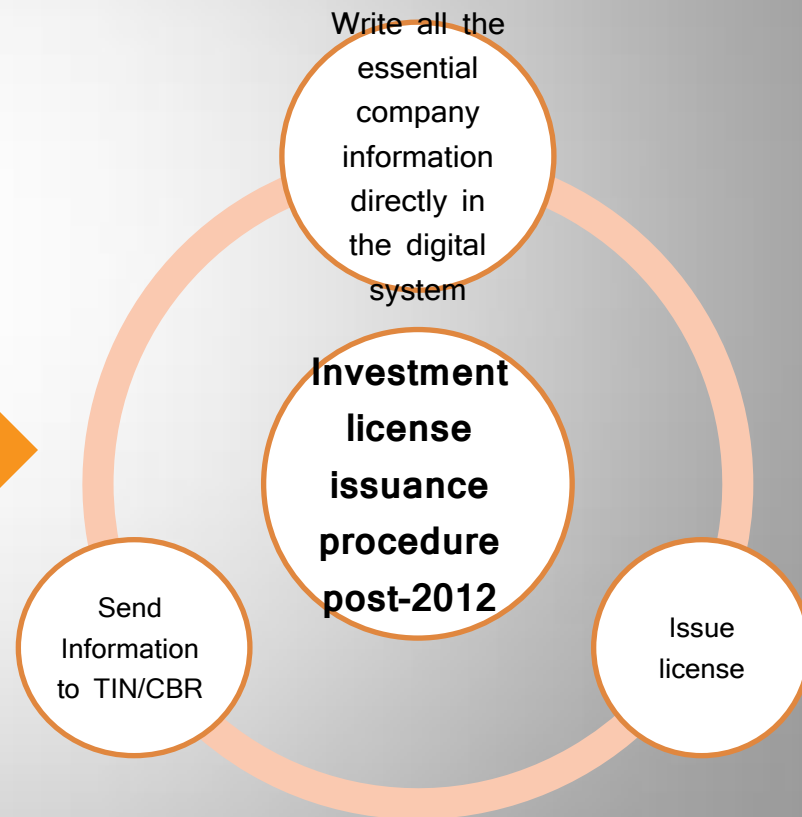 Write all the
essential
company
information
directly in
the digital
system
Investment
license
issuance
procedure
post-2012
Send
Information
to TIN/CBR
Issue
license